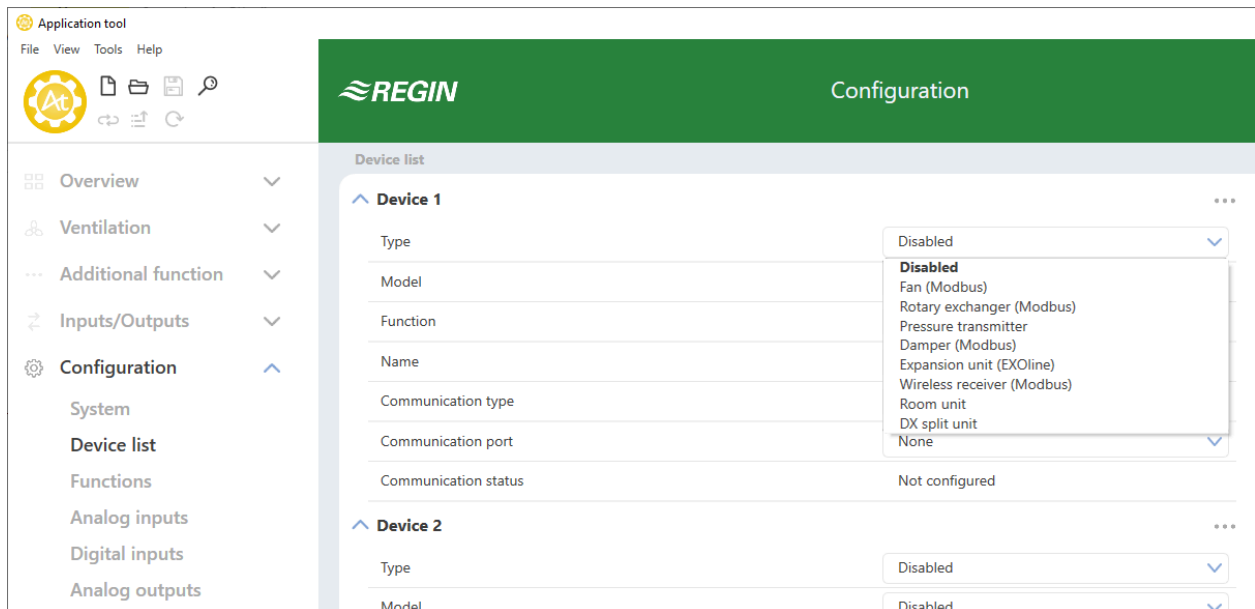 Application tool
File View Tools Help
At
REGIN
Configuration
Overview
Ventilation
Additional function
Inputs/Outputs
Configuration
System
Device list
Functions
Analog inputs
Digital inputs
Analog outputs
Device list
Device 1
Type Disabled
Disabled
Fan (Modbus)
Rotary exchanger (Modbus)
Pressure transmitter
Damper (Modbus)
Expansion unit (EXOline)
Wireless receiver (Modbus)
Room unit
DX split unit
Model
Function
Name
Communication type
Communication port None
Communication status Not configured
Device 2
Type Disabled
Model Disabled